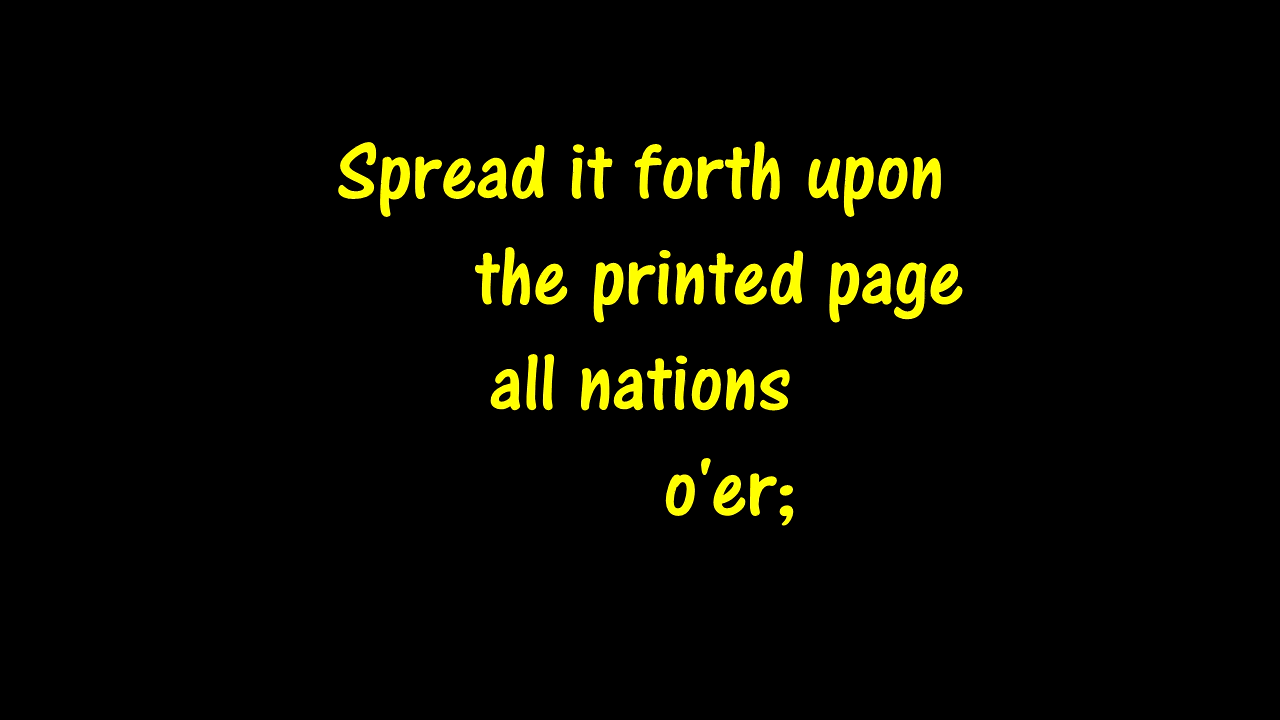 Spread it forth upon
the printed page
all nations
o'er;